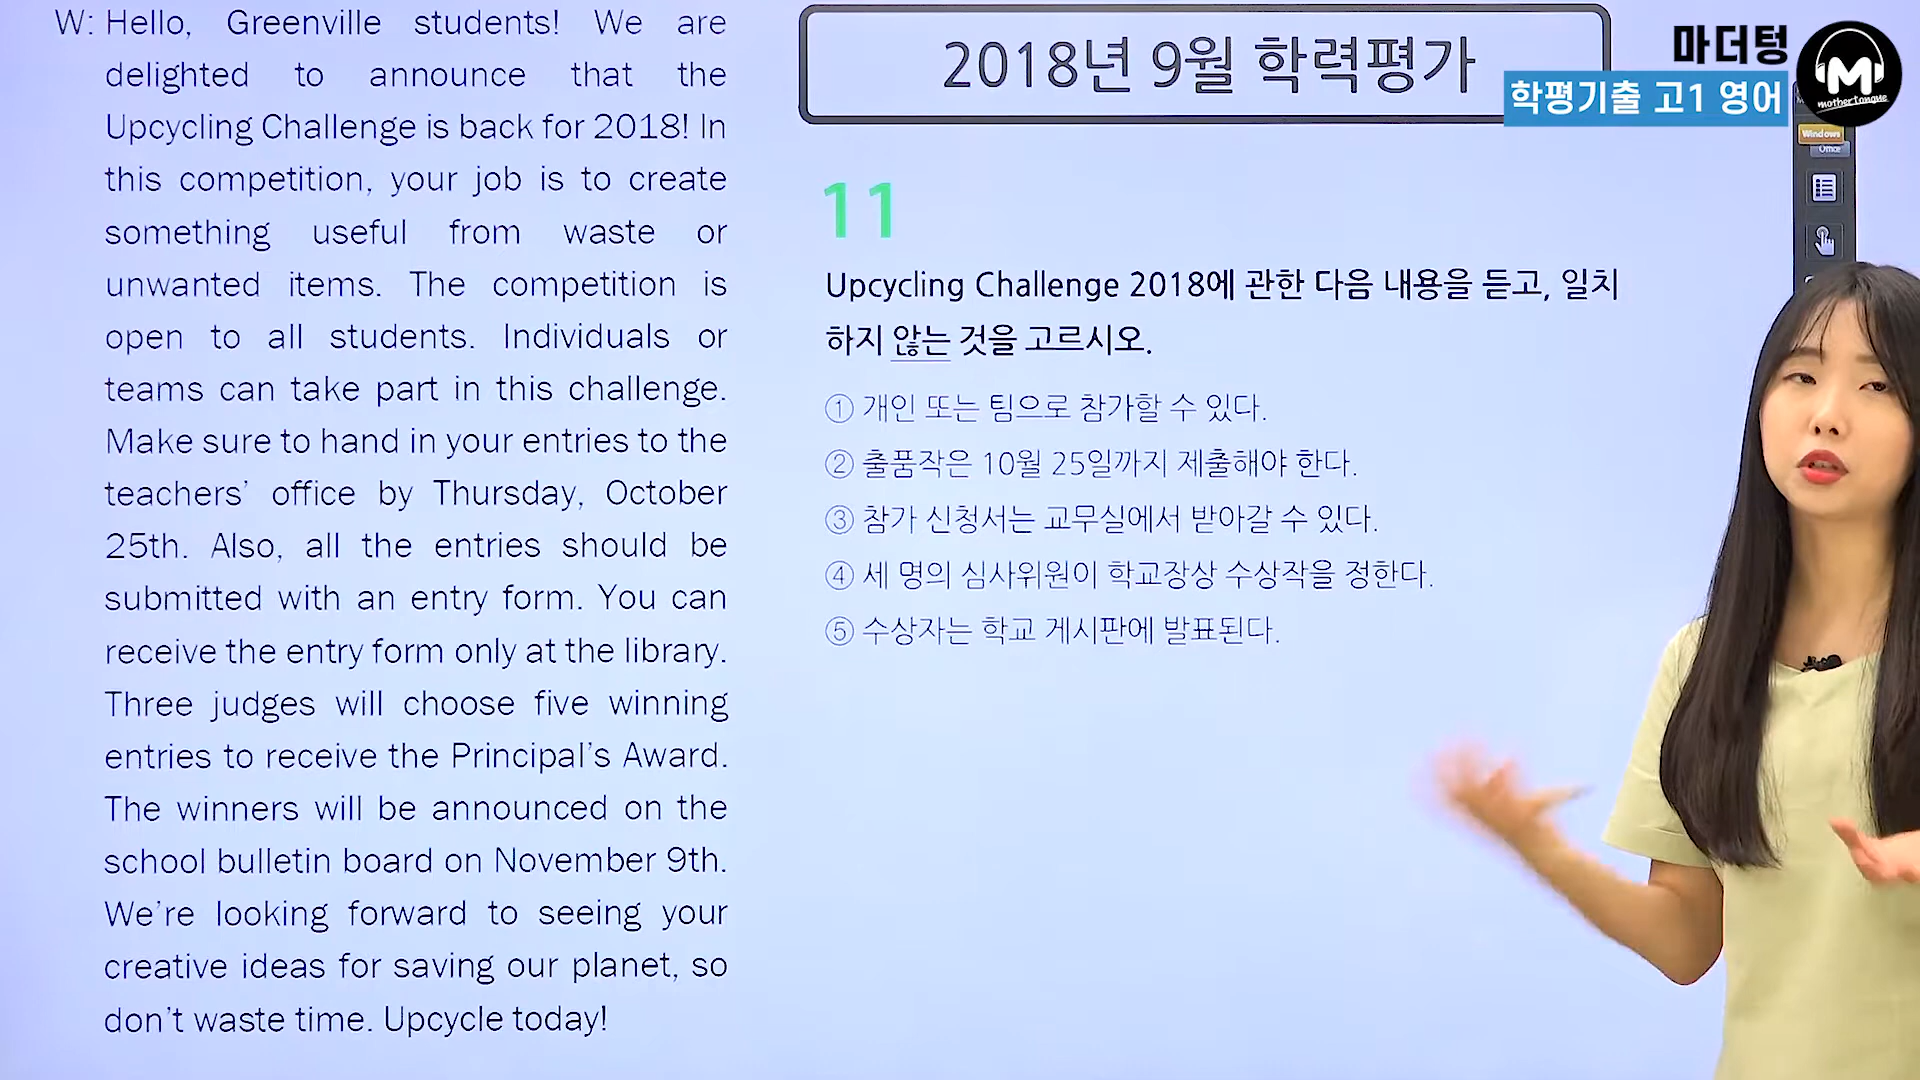 W: Hello, Greenville students! We are
delighted to announce that the
Upcycling Challenge is back for 2018! In
this competition, your job is to create
something useful from waste or
unwanted items. The competition is
open to all students. Individuals or
teams can take part in this challenge.
Make sure to hand in your entries to the
teachers’ office by Thursday, October
25th. Also, all the entries should be
submitted with an entry form. You can
receive the entry form only at the library.
Three judges will choose five winning
entries to receive the Principal’s Award.
The winners will be announced on the
school bulletin board on November 9th.
We’re looking forward to seeing your
creative ideas for saving our planet, so
don’t waste time. Upcycle today!
2018년 9월 학력평가
마더텅
학평기출 고1 영어
M
mothertongue
Windows
Office
11
Upcycling Challenge 2018에 관한 다음 내용을 듣고, 일치
하지 않는 것을 고르시오.
① 개인 또는 팀으로 참가할 수 있다.
② 출품작은 10월 25일까지 제출해야 한다.
③ 참가 신청서는 교무실에서 받아갈 수 있다.
④ 세 명의 심사위원이 학교장상 수상작을 정한다.
⑤ 수상자는 학교 게시판에 발표된다.